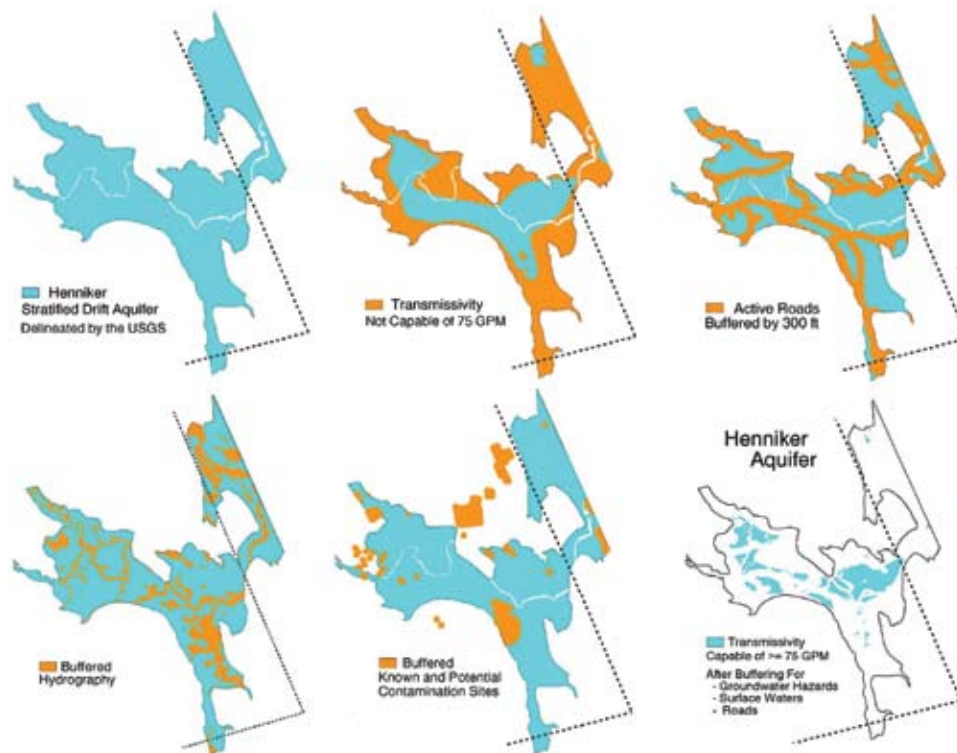 Henniker
Stratified Drift Aquifer
Delineated by the USGS
Transmissivity
Not Capable of 75 GPM
Active Roads
Buffered by 300 ft
Buffered
Hydrography
Buffered
Known and Potential
Contamination Sites
Henniker
Aquifer
Transmissivity
Capable of >= 75 GPM
After Buffering For
- Groundwater Hazards
- Surface Waters
- Roads